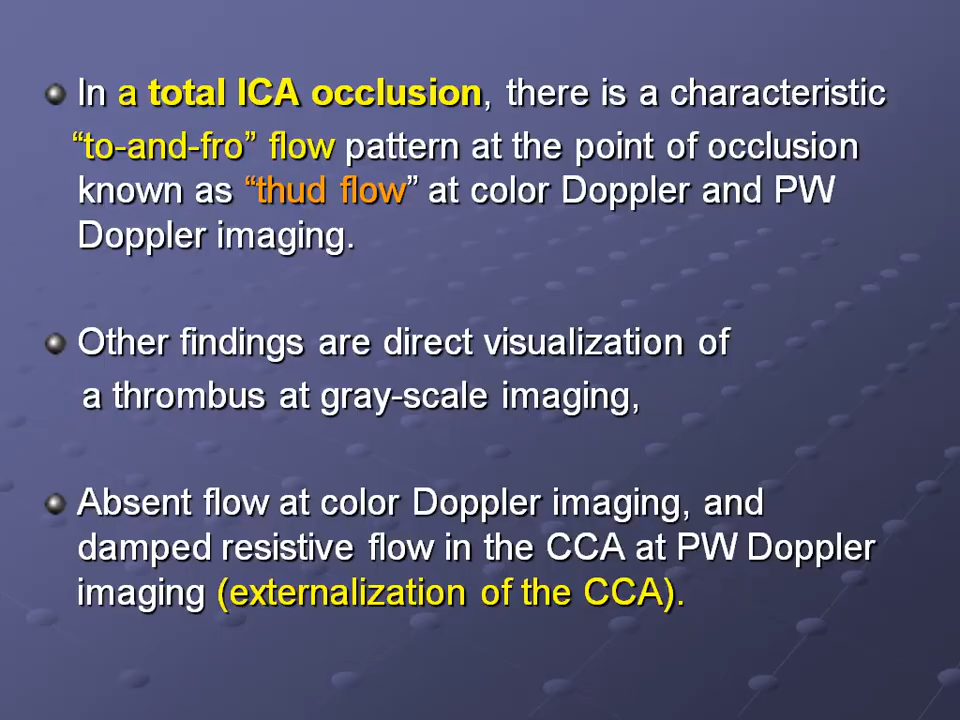 In a total ICA occlusion, there is a characteristic
“to-and-fro” flow pattern at the point of occlusion
known as “thud flow” at color Doppler and PW
Doppler imaging.
Other findings are direct visualization of
a thrombus at gray-scale imaging,
Absent flow at color Doppler imaging, and
damped resistive flow in the CCA at PW Doppler
imaging (externalization of the CCA).